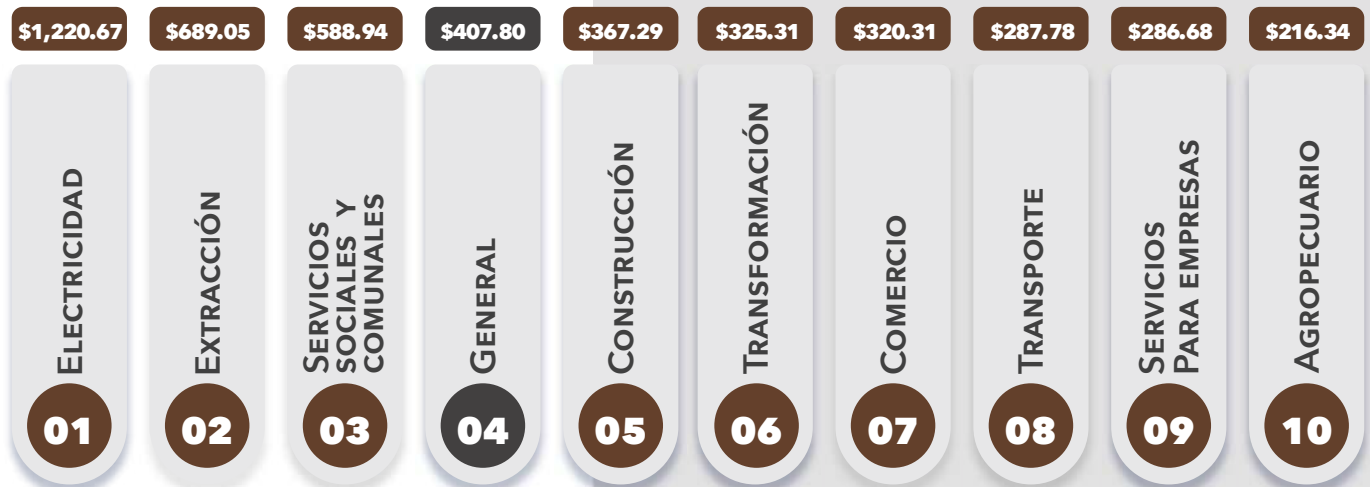 $1,220.67
$689.05
$588.94
$407.80
$367.29
$325.31
$320.31
$287.78
$286.68
$216.34
ELECTRICIDAD
EXTRACCIÓN
SERVICIOS
SOCIALES Y
COMUNALES
GENERAL
CONSTRUCCIÓN
TRANSFORMACIÓN
COMERCIO
TRANSPORTE
SERVICIOS
PARA EMPRESAS
AGROPECUARIO
01
02
03
04
05
06
07
08
09
10